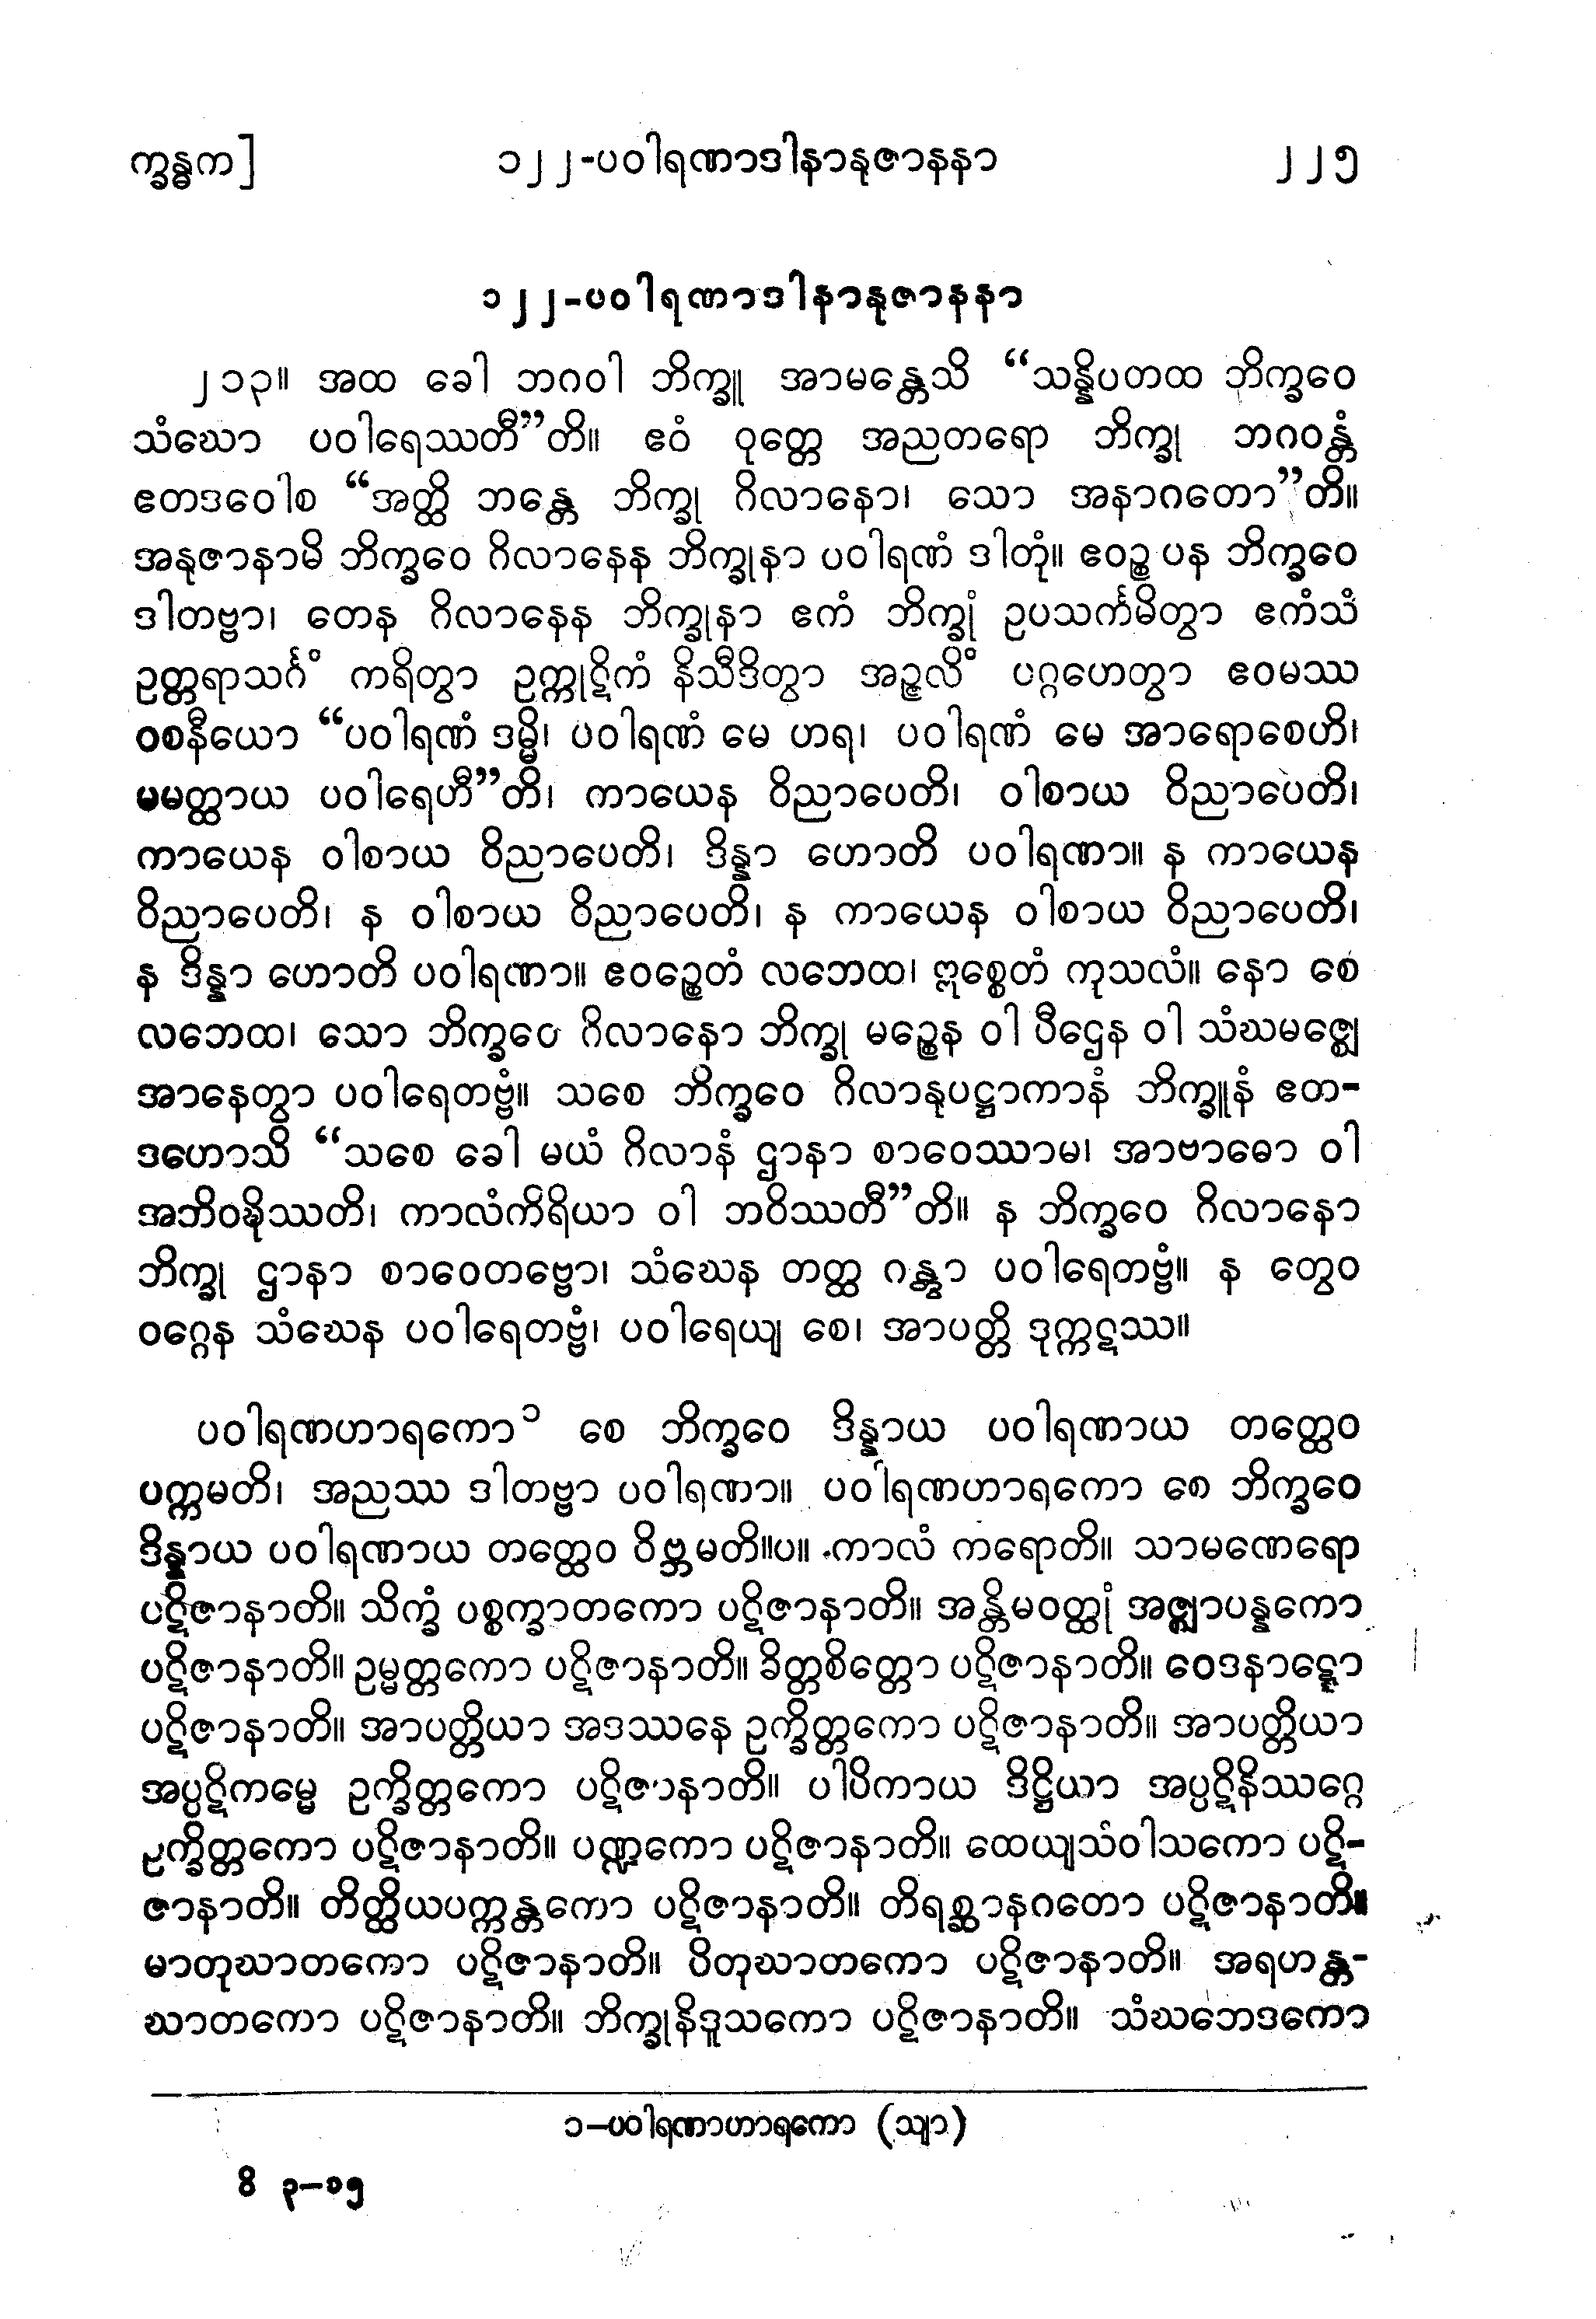 က္ခန္ဓက]	၁၂၂-ပဝါရဏာဒါနာနုဇာနနာ	၂၂၅
၁၂၂-ပဝါရဏာဒါနာနုဇာနနာ
၂၁၃။ အထ ခေါ ဘဂဝါ ဘိက္ခူ အာမန္တေသိ “သန္နိပတထ ဘိက္ခဝေ
သံဃော ပဝါရေဿတီ”တိ။ ဧဝံ ဝုတ္တေ အညတရော ဘိက္ခု ဘဂဝန္တံ
ဧတဒဝေါစ “အတ္ထိ ဘန္တေ ဘိက္ခု ဂိလာနော၊ သော အနာဂတော”တိ။
အနုဇာနာမိ ဘိက္ခဝေ ဂိလာနေန ဘိက္ခုနာ ပဝါရဏံ ဒါတုံ။ ဧဝဉ္စ ပန ဘိက္ခဝေ
ဒါတဗ္ဗာ၊ တေန ဂိလာနေန ဘိက္ခုနာ ဧကံ ဘိက္ခုံ ဥပသင်္ကမိတွာ ဧကံသံ
ဥတ္တရာသင်္ဂံ ကရိတွာ ဥက္ကုဋိကံ နိသီဒိတွာ အဉ္ဇလိံ ပဂ္ဂဟေတွာ ဧဝမဿ
ဝစနီယော “ပဝါရဏံ ဒမ္မိ၊ ပဝါရဏံ မေ ဟရ၊ ပဝါရဏံ မေ အာရောစေဟိ၊
မမတ္ထာယ ပဝါရေဟီ”တိ၊ ကာယေန ဝိညာပေတိ၊ ဝါစာယ ဝိညာပေတိ၊
ကာယေန ဝါစာယ ဝိညာပေတိ၊ ဒိန္နာ ဟောတိ ပဝါရဏာ။ န ကာယေန
ဝိညာပေတိ၊ န ဝါစာယ ဝိညာပေတိ၊ န ကာယေန ဝါစာယ ဝိညာပေတိ၊
န ဒိန္နာ ဟောတိ ပဝါရဏာ။ ဧဝဉ္စေတံ လဘေထ၊ ဣစ္စေတံ ကုသလံ။ နော စေ
လဘေထ၊ သော ဘိက္ခဝေ ဂိလာနော ဘိက္ခု မဉ္စေန ဝါ ပီဌေန ဝါ သံဃမဇ္ဈေ
အာနေတွာ ပဝါရေတဗ္ဗံ။ သစေ ဘိက္ခဝေ ဂိလာနုပဋ္ဌာကာနံ ဘိက္ခူနံ ဧတ-
ဒဟောသိ “သစေ ခေါ မယံ ဂိလာနံ ဌာနာ စာဝေဿာမ၊ အာဗာဓော ဝါ
အဘိဝဍ္ဎိဿတိ၊ ကာလံကိရိယာ ဝါ ဘဝိဿတီ”တိ။ န ဘိက္ခဝေ ဂိလာနော
ဘိက္ခု ဌာနာ စာဝေတဗ္ဗော၊ သံဃေန တတ္ထ ဂန္တွာ ပဝါရေတဗ္ဗံ။ န တွေဝ
ဝဂ္ဂေန သံဃေန ပဝါရေတဗ္ဗံ၊ ပဝါရေယျ စေ၊ အာပတ္တိ ဒုက္ကဋဿ။
ပဝါရဏဟာရကော၁ စေ ဘိက္ခဝေ ဒိန္နာယ ပဝါရဏာယ တတ္ထေဝ
ပက္ကမတိ၊ အညဿ ဒါတဗ္ဗာ ပဝါရဏာ။ ပဝါရဏဟာရကော စေ ဘိက္ခဝေ
ဒိန္နာယ ပဝါရဏာယ တတ္ထေဝ ဝိဗ္ဘမတိ။ပ။ ကာလံ ကရောတိ။ သာမဏေရော
ပဋိဇာနာတိ။ သိက္ခံ ပစ္စက္ခာတကော ပဋိဇာနာတိ။ အန္တိမဝတ္ထုံ အဇ္ဈာပန္နကော
ပဋိဇာနာတိ။ ဥမ္မတ္တကော ပဋိဇာနာတိ။ ခိတ္တစိတ္တော ပဋိဇာနာတိ။ ဝေဒနာဋ္ဋော
ပဋိဇာနာတိ။ အာပတ္တိယာ အဒဿနေ ဥက္ခိတ္တကော ပဋိဇာနာတိ။ အာပတ္တိယာ
အပ္ပဋိကမ္မေ ဥက္ခိတ္တကော ပဋိဇာနာတိ။ ပါပိကာယ ဒိဋ္ဌိယာ အပ္ပဋိနိဿဂ္ဂေ
ဥက္ခိတ္တကော ပဋိဇာနာတိ။ ပဏ္ဍကော ပဋိဇာနာတိ။ ထေယျသံဝါသကော ပဋိ-
ဇာနာတိ။ တိတ္ထိယပက္ကန္တကော ပဋိဇာနာတိ။ တိရစ္ဆာနဂတော ပဋိဇာနာတိ။
မာတုဃာတကော ပဋိဇာနာတိ။ ပိတုဃာတကော ပဋိဇာနာတိ။ အရဟန္တ-
ဃာတကော ပဋိဇာနာတိ။ ဘိက္ခုနိဒူသကော ပဋိဇာနာတိ။ သံဃဘေဒကော
၁–ပဝါရဏာဟာရကော (သျာ)
ဝိ ၃–၁၅